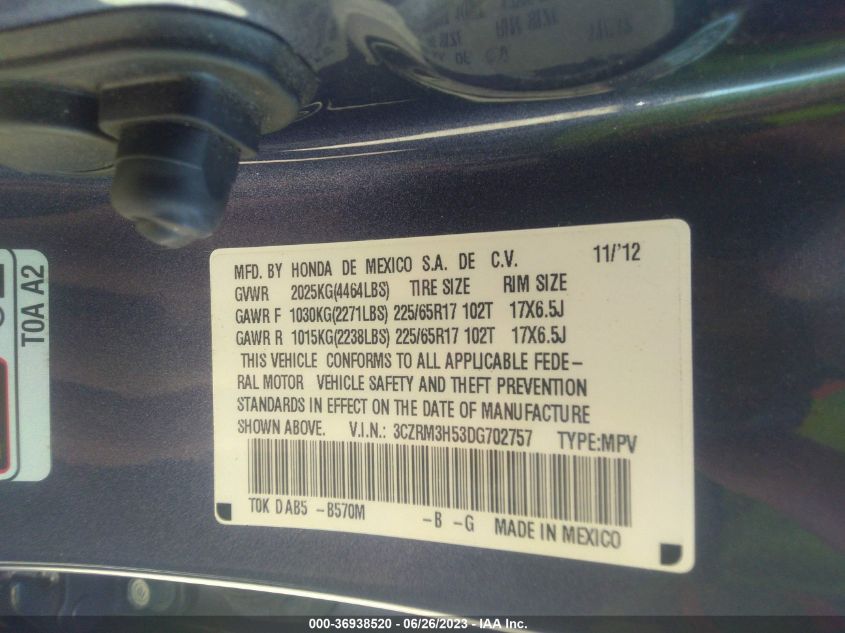 MFD. BY HONDA DE MEXICO S.A. DE C.V. 11/'12
GVWR 2025KG(4464LBS) TIRE SIZE RIM SIZE
GAWR F 1030KG(2271LBS) 225/65R17 102T 17X6.5J
GAWR R 1015KG(2238LBS) 225/65R17 102T 17X6.5J
THIS VEHICLE CONFORMS TO ALL APPLICABLE FEDE–
RAL MOTOR VEHICLE SAFETY AND THEFT PREVENTION
STANDARDS IN EFFECT ON THE DATE OF MANUFACTURE
SHOWN ABOVE. V.I.N.: 3CZRM3H53DG702757 TYPE:MPV
T0K DAB5 -B570M -B -G MADE IN MEXICO
T0A A2
000-36938520 - 06/26/2023 - IAA Inc.